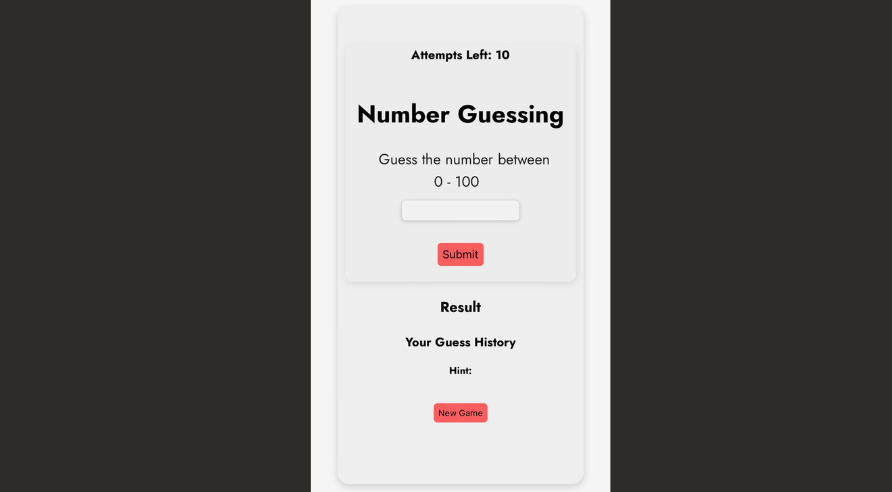 Attempts Left: 10
Number Guessing
Guess the number between
0 - 100
Submit
Result
Your Guess History
Hint:
New Game